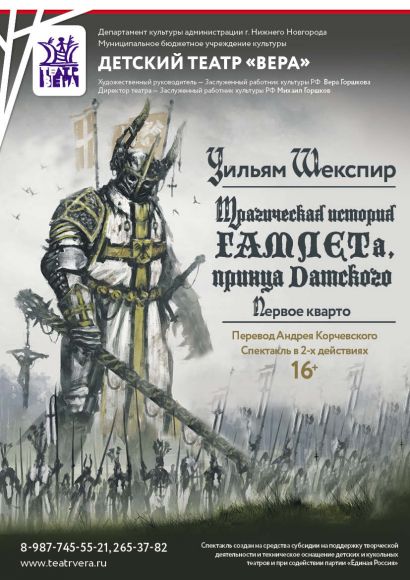 Департамент культуры администрации г. Нижнего Новгорода
Муниципальное бюджетное учреждение культуры
ДЕТСКИЙ ТЕАТР «ВЕРА»
Художественный руководитель — Заслуженный работник культуры РФ Вера Горшкова
Директор театра — Заслуженный работник культуры РФ Михаил Горшков
ТЕАТР
ВЕРА
Уильям Шекспир
Трагическая история
ГАМЛЕТа,
принца Датского
Первое кварто
Перевод Андрея Корчевского
Спектакль в 2-х действиях
16+
8-987-745-55-21, 265-37-82
www.teatrvera.ru
Спектакль создан на средства субсидии на поддержку творческой
деятельности и техническое оснащение детских и кукольных
театров и при содействии партии «Единая Россия»